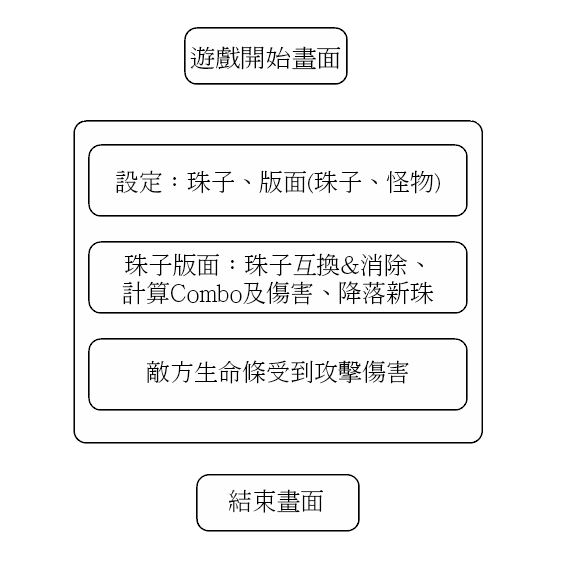 遊戲開始畫面
設定：珠子、版面(珠子、怪物)
珠子版面：珠子互換&消除、
計算Combo及傷害、降落新珠
敵方生命條受到攻擊傷害
結束畫面